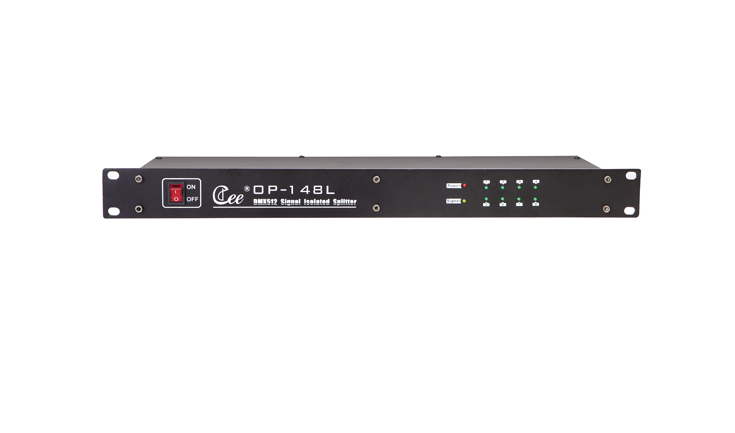 ON
OFF
Cee® OP-148L
DMX512 Signal Isolated Splitter
Power
Signal